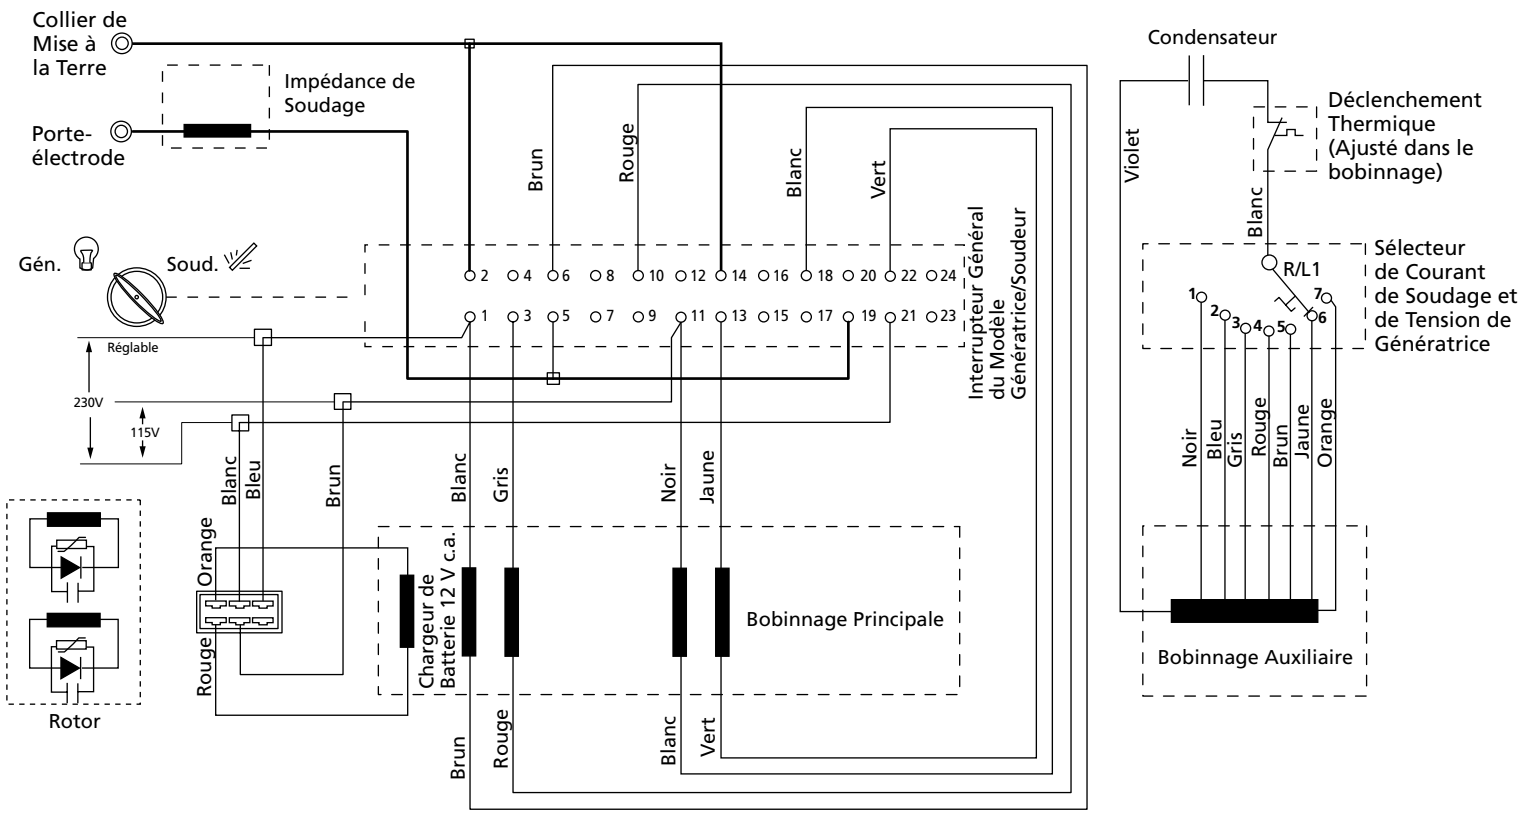 Collier de
Mise à
la Terre
Impédance de
Soudage
Porte-
électrode
Brun
Rouge
Blanc
Vert
Gén.
Soud.
Réglable
230V
115V
2 4 6 8 10 12 14 16 18 20 22 24
1 3 5 7 9 11 13 15 17 19 21 23
Interrupteur Général
du Modèle
Génératrice/Soudeur
Blanc
Bleu
Brun
Blanc
Gris
Noir
Jaune
Orange
Rouge
Chargeur de
Batterie 12 V c.a.
Bobinnage Principale
Brun
Rouge
Blanc
Vert
Rotor
Condensateur
Déclenchement
Thermique
(Ajusté dans le
bobinnage)
Violet
Blanc
R/L1
1 2 3 4 5 6 7
Sélecteur
de Courant
de Soudage et
de Tension de
Génératrice
Noir
Bleu
Gris
Rouge
Brun
Jaune
Orange
Bobinnage Auxiliaire